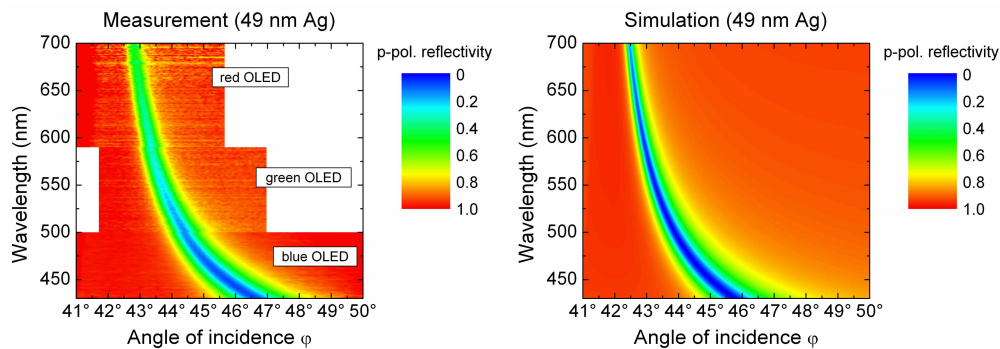 Measurement (49 nm Ag)
Wavelength (nm)
700
650
600
550
500
450
red OLED
green OLED
blue OLED
41° 42° 43° 44° 45° 46° 47° 48° 49° 50°
Angle of incidence φ
p-pol. reflectivity
0
0.2
0.4
0.6
0.8
1.0
Simulation (49 nm Ag)
Wavelength (nm)
700
650
600
550
500
450
41° 42° 43° 44° 45° 46° 47° 48° 49° 50°
Angle of incidence φ
p-pol. reflectivity
0
0.2
0.4
0.6
0.8
1.0